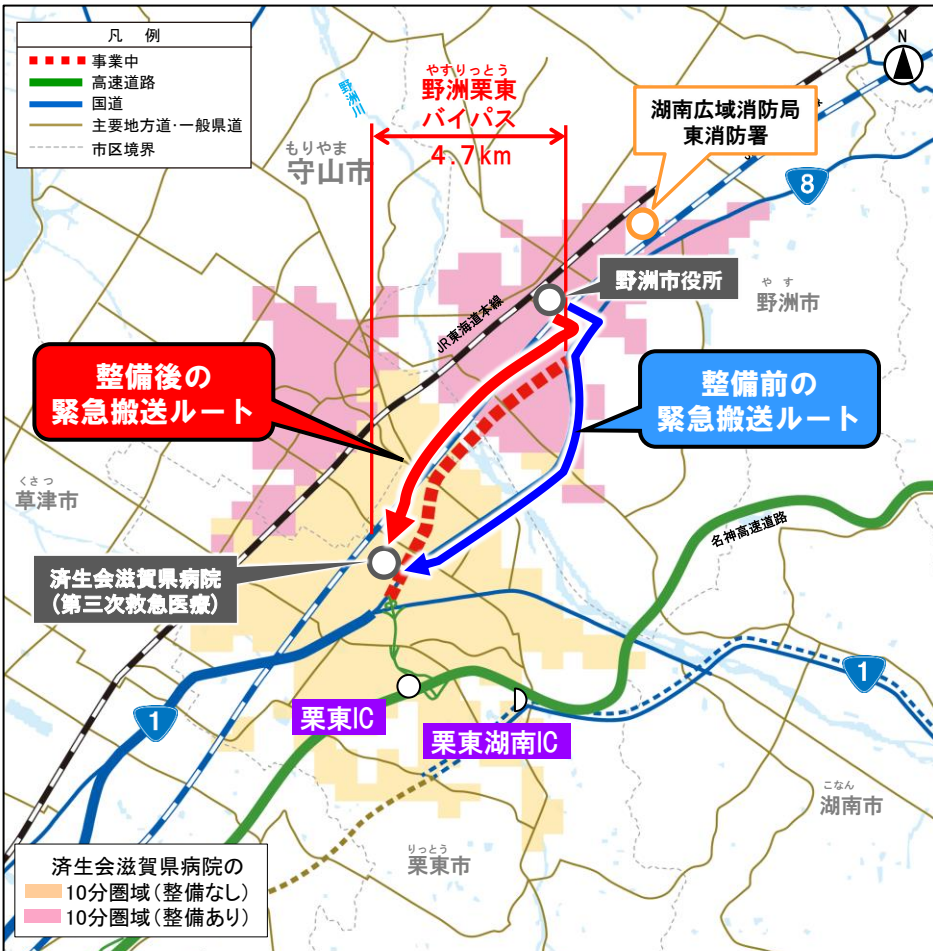 凡 例
事業中
高速道路
国道
主要地方道・一般県道
市区境界
N
やすりっとう
野洲栗東
バイパス
4.7km
野洲川
もりやま
守山市
湖南広域消防局
東消防署
8
野洲市役所
やす
野洲市
JR東海道本線
整備後の
緊急搬送ルート
整備前の
緊急搬送ルート
くさつ
草津市
名神高速道路
済生会滋賀県病院
(第三次救急医療)
1
1
栗東IC
栗東湖南IC
こなん
湖南市
りっとう
栗東市
済生会滋賀県病院の
10分圏域(整備なし)
10分圏域(整備あり)